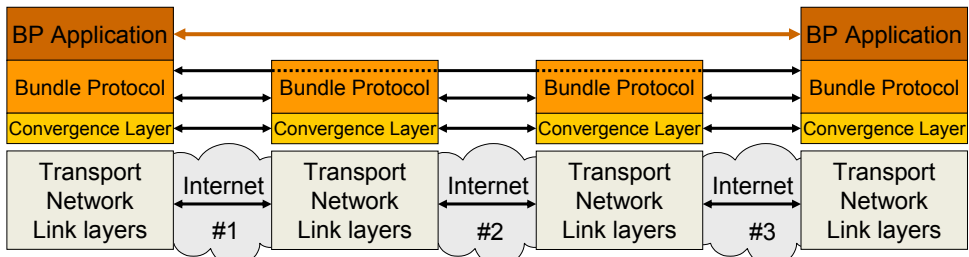 BP Application
BP Application
Bundle Protocol
Bundle Protocol
Bundle Protocol
Bundle Protocol
Convergence Layer
Convergence Layer
Convergence Layer
Convergence Layer
Transport
Network
Link layers
Internet
#1
Transport
Network
Link layers
Internet
#2
Transport
Network
Link layers
Internet
#3
Transport
Network
Link layers